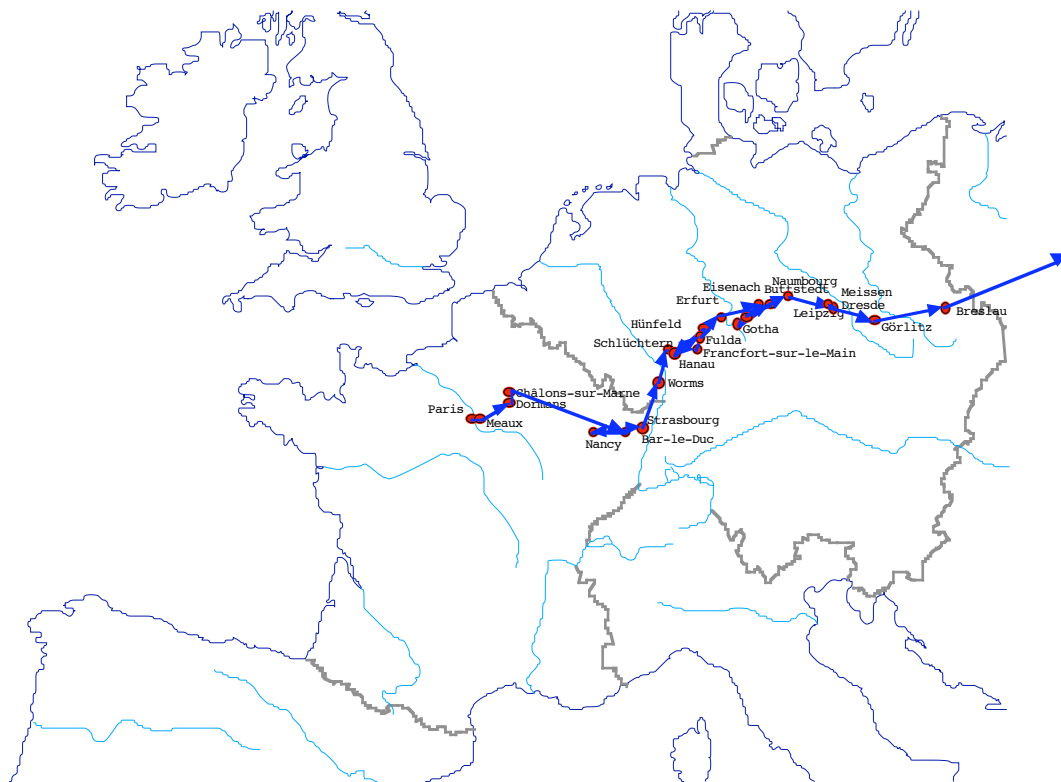 Naumbourg
Eisenach
Buttstedt
Meissen
Erfurt
Dresde
Leipzig
Breslau
Hünfeld
Gotha
Görlitz
Fulda
Schlüchtern
Francfort-sur-le-Main
Hanau
Worms
Châlons-sur-Marne
Dormans
Paris
Meaux
Strasbourg
Nancy
Bar-le-Duc